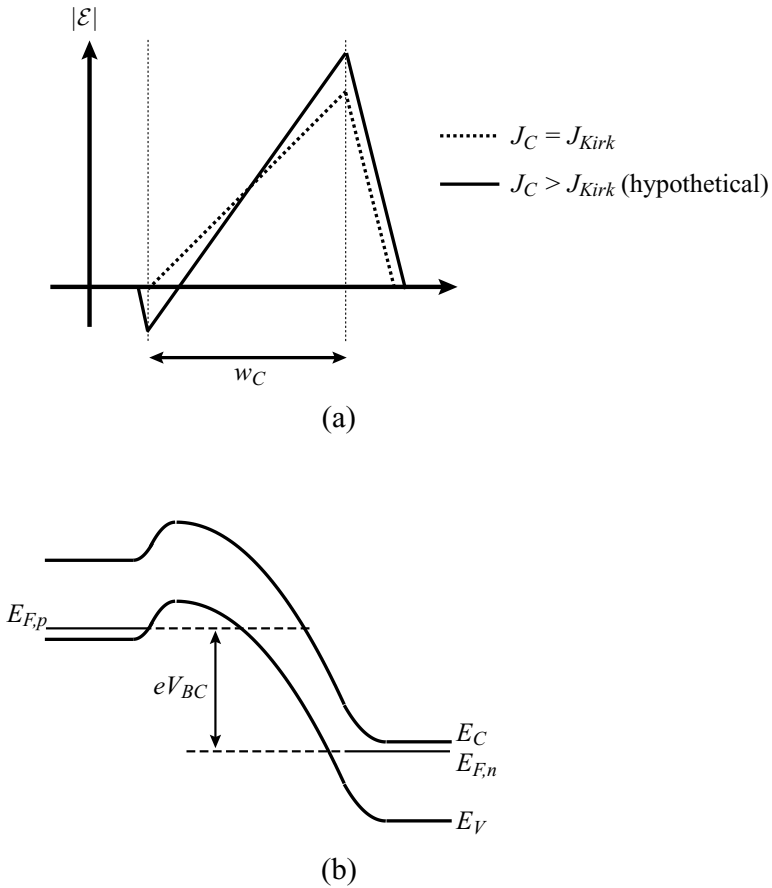 |ℰ|
J_C = J_Kirk
J_C > J_Kirk (hypothetical)
w_C
(a)
E_F,p
eV_BC
E_C
E_F,n
E_V
(b)